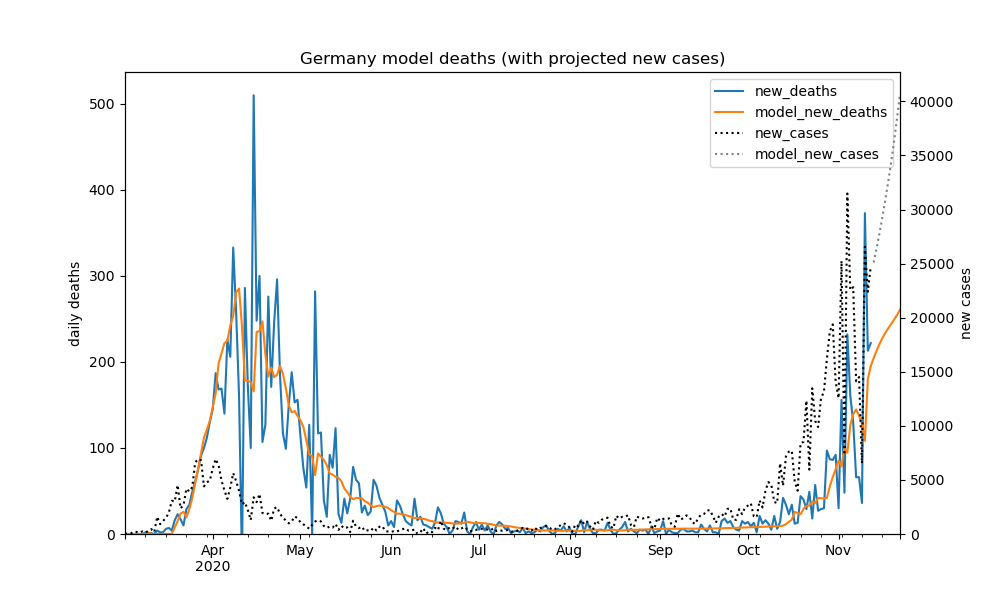 Germany model deaths (with projected new cases)
new_deaths
model_new_deaths
new_cases
model_new_cases
daily deaths
new cases
500
400
300
200
100
0
40000
35000
30000
25000
20000
15000
10000
5000
0
Apr
2020
May
Jun
Jul
Aug
Sep
Oct
Nov